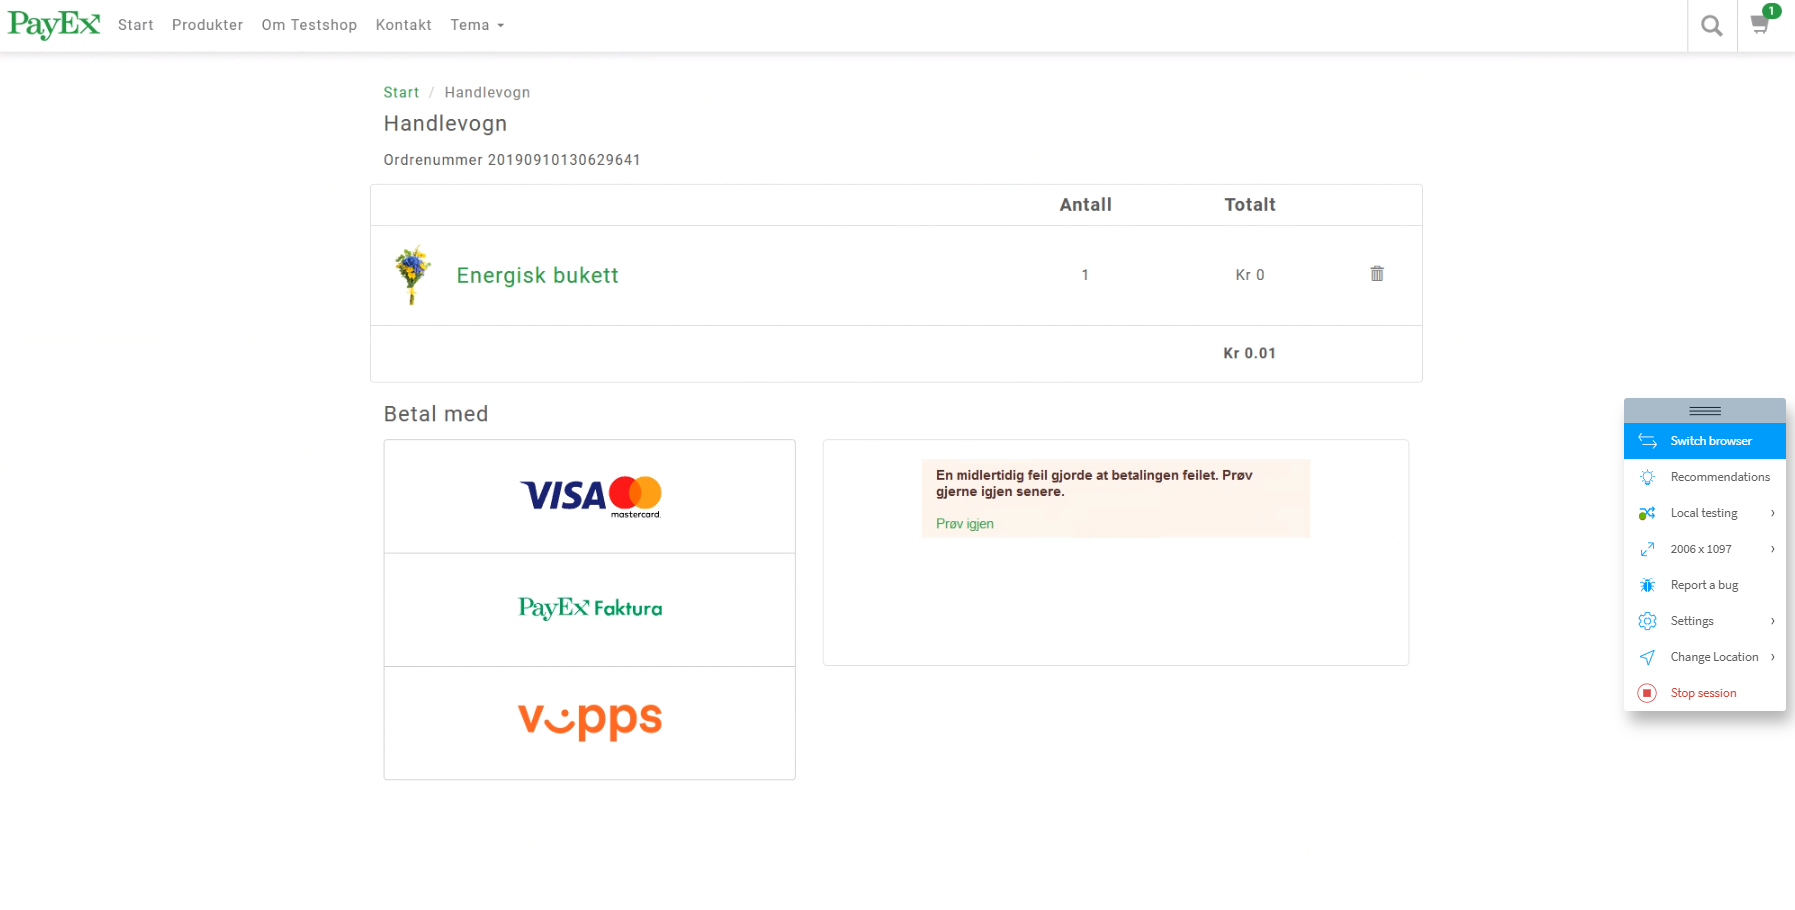 PayEx Start Produkter Om Testshop Kontakt Tema 1
Start / Handlevogn
Handlevogn
Ordrenummer 20190910130629641
Antall Totalt
Energisk bukett 1 Kr 0
Kr 0.01
Betal med
VISA mastercard.
PayEx Faktura
vipps
En midlertidig feil gjorde at betalingen feilet. Prøv
gjerne igjen senere.
Prøv igjen
Switch browser
Recommendations
Local testing
2006 x 1097
Report a bug
Settings
Change Location
Stop session